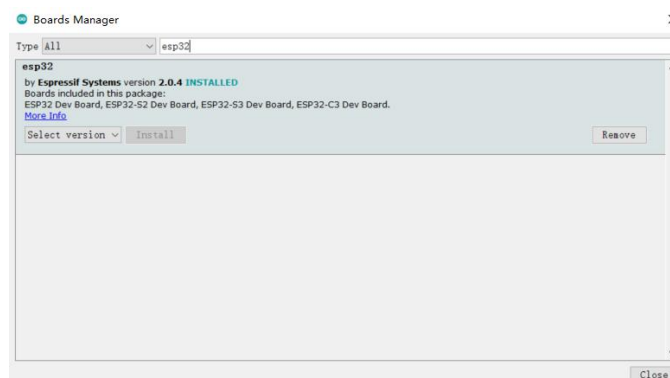 Boards Manager
Type All esp32
esp32
by Espressif Systems version 2.0.4 INSTALLED
Boards included in this package:
ESP32 Dev Board, ESP32-S2 Dev Board, ESP32-S3 Dev Board, ESP32-C3 Dev Board.
More Info
Select version Install Remove
Close